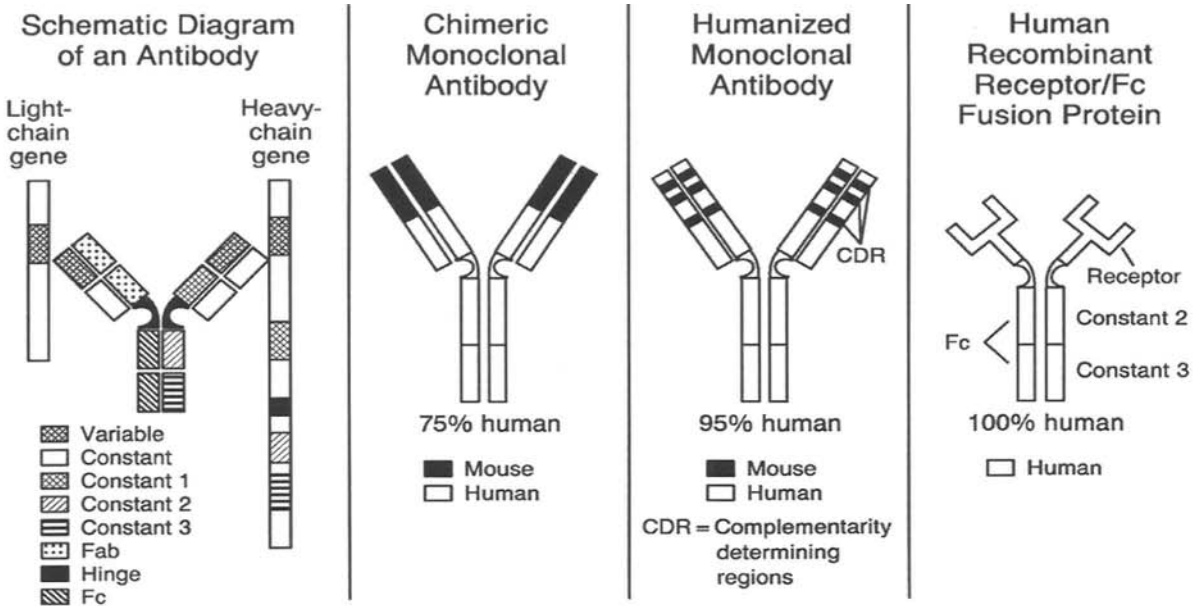 Schematic Diagram
of an Antibody
Light-
chain
gene
Heavy-
chain
gene
Variable
Constant
Constant 1
Constant 2
Constant 3
Fab
Hinge
Fc
Chimeric
Monoclonal
Antibody
75% human
Mouse
Human
Humanized
Monoclonal
Antibody
CDR
95% human
Mouse
Human
CDR = Complementarity
determining
regions
Human
Recombinant
Receptor/Fc
Fusion Protein
Receptor
Constant 2
Fc
Constant 3
100% human
Human